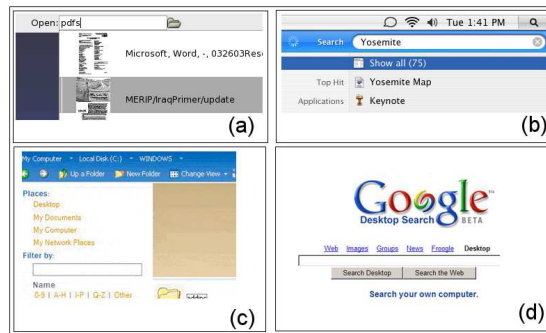 Open: pdfs
Microsoft, Word, -, 032603Res
MERIP/IraqPrimer/update
(a)
Tue 1:41 PM
Search Yosemite
Show all (75)
Top Hit Yosemite Map
Applications Keynote
(b)
My Computer Local Disk (C:) WINDOWS
Up a Folder New Folder Change View
Places:
Desktop
My Documents
My Computer
My Network Places
Filter by:
Name
0-9 | A-H | I-P | Q-Z | Other
(c)
Google™
Desktop Search BETA
Web Images Groups News Froogle Desktop
Search Desktop Search the Web
Search your own computer.
(d)